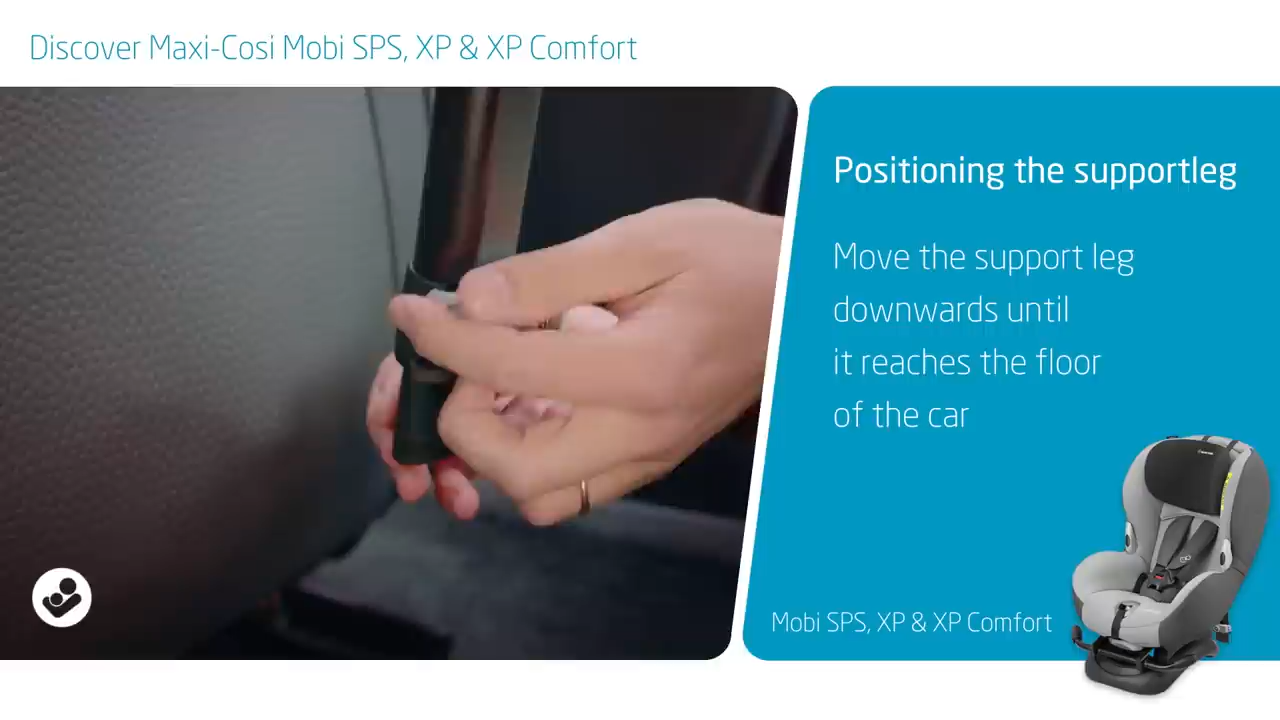 Discover Maxi-Cosi Mobi SPS, XP & XP Comfort
Positioning the supportleg
Move the support leg
downwards until
it reaches the floor
of the car
Mobi SPS, XP & XP Comfort